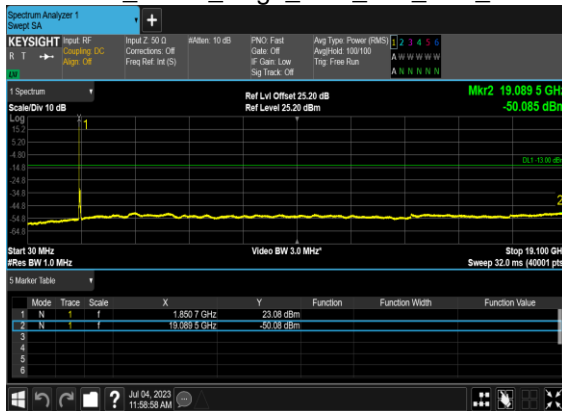 Spectrum Analyzer 1
Swept SA
KEYSIGHT Input: RF Input Z: 50 Ω #Atten: 10 dB PNO: Fast Avg Type: Power (RMS) 1 2 3 4 5 6
R T Coupling: DC Corrections: Off Gate: Off Avg|Hold: 100/100 A W W W W W
Align: Off Freq Ref: Int (S) IF Gain: Low Trig: Free Run
LXI Sig Track: Off A N N N N N
1 Spectrum Ref Lvl Offset 25.20 dB Mkr2 19.089 5 GHz
Scale/Div 10 dB Ref Level 25.20 dBm -50.085 dBm
Log
1
15.2
5.20
-4.80
DL1 -13.00 dBm
-14.8
-24.8
-34.8
2
-44.8
-54.8
-64.8
Start 30 MHz Video BW 3.0 MHz* Stop 19.100 GH
#Res BW 1.0 MHz Sweep 32.0 ms (40001 pts
5 Marker Table
Mode Trace Scale X Y Function Function Width Function Value
1 N 1 f 1.850 7 GHz 23.08 dBm
2 N 1 f 19.089 5 GHz -50.08 dBm
3
4
5
6
? Jul 04, 2023
11:58:58 AM